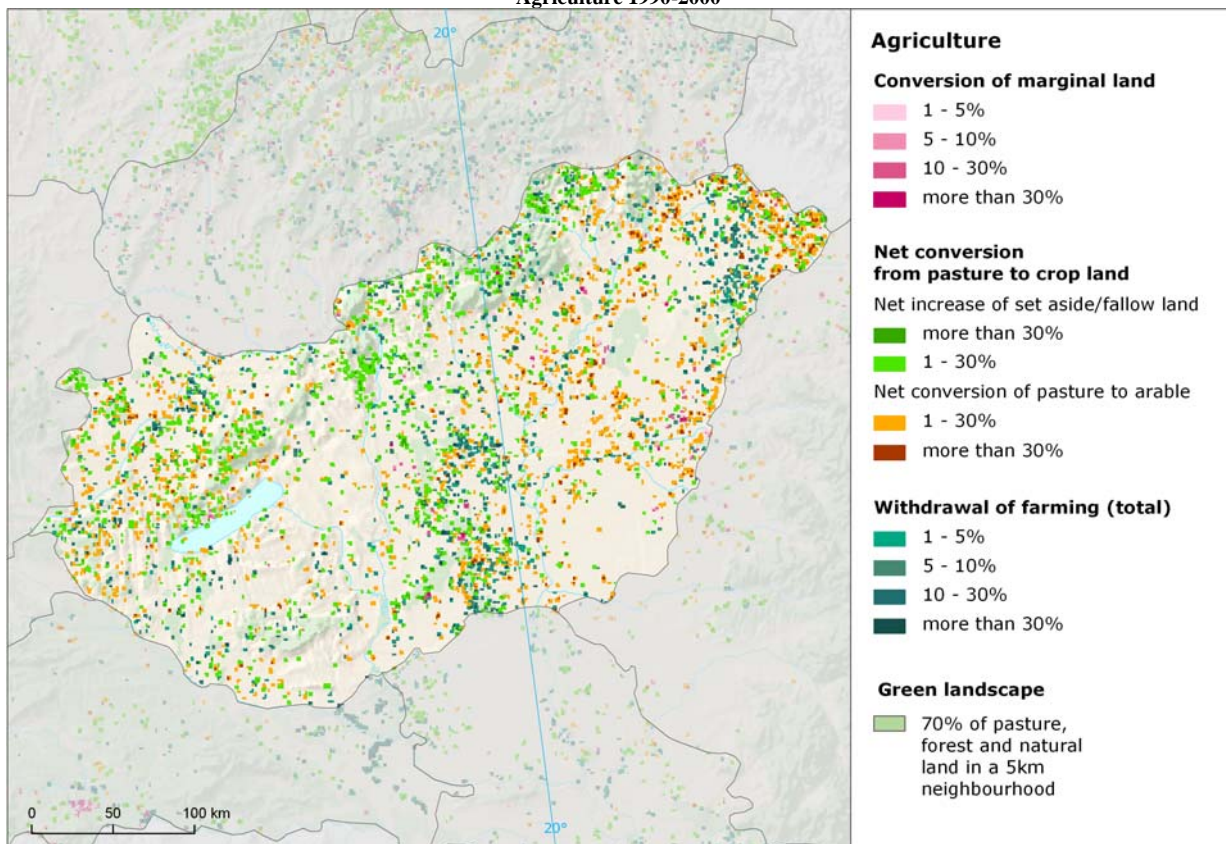 Agriculture 1990-2000
20°
20°
0 50 100 km
Agriculture
Conversion of marginal land
1 - 5%
5 - 10%
10 - 30%
more than 30%
Net conversion
from pasture to crop land
Net increase of set aside/fallow land
more than 30%
1 - 30%
Net conversion of pasture to arable
1 - 30%
more than 30%
Withdrawal of farming (total)
1 - 5%
5 - 10%
10 - 30%
more than 30%
Green landscape
70% of pasture,
forest and natural
land in a 5km
neighbourhood